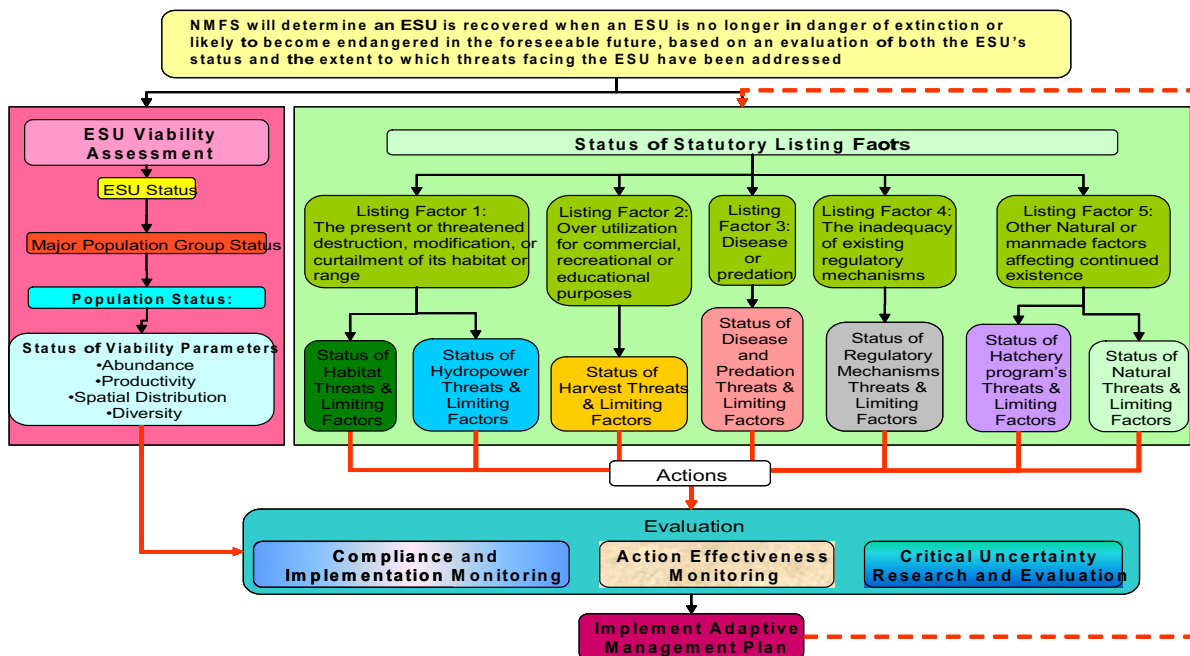 NMFS will determine an ESU is recovered when an ESU is no longer in danger of extinction or
likely to become endangered in the foreseeable future, based on an evaluation of both the ESU's
status and the extent to which threats facing the ESU have been addressed
ESU Viability
Assessment
ESU Status
Major Population Group Status
Population Status:
Status of Viability Parameters
•Abundance
•Productivity
•Spatial Distribution
•Diversity
Status of Statutory Listing Faors
Listing Factor 1:
The present or threatened
destruction, modification, or
curtailment of its habitat or
range
Listing Factor 2:
Over utilization
for commercial,
recreational or
educational
purposes
Listing
Factor 3:
Disease
or
predation
Listing Factor 4:
The inadequacy
of existing
regulatory
mechanisms
Listing Factor 5:
Other Natural or
manmade factors
affecting continued
existence
Status of
Habitat
Threats &
Limiting
Factors
Status of
Hydropower
Threats &
Limiting
Factors
Status of
Harvest Threats
& Limiting
Factors
Status of
Disease
and
Predation
Threats &
Limiting
Factors
Status of
Regulatory
Mechanisms
Threats &
Limiting
Factors
Status of
Hatchery
program's
Threats &
Limiting
Factors
Status of
Natural
Threats &
Limiting
Factors
Actions
Evaluation
Compliance and
Implementation Monitoring
Action Effectiveness
Monitoring
Critical Uncertainty
Research and Evaluation
Implement Adaptive
Management Plan